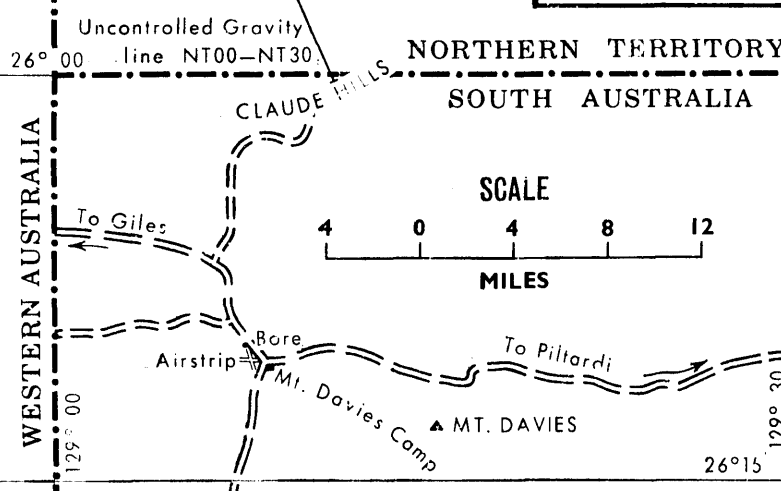 Uncontrolled Gravity
line NT00–NT30
26° 00
NORTHERN TERRITORY
SOUTH AUSTRALIA
CLAUDE HILLS
WESTERN AUSTRALIA
SCALE
4 0 4 8 12
MILES
To Giles
Bore
Airstrip
Mt. Davies Camp
To Piltardi
MT. DAVIES
129° 00
129° 30
26°15'